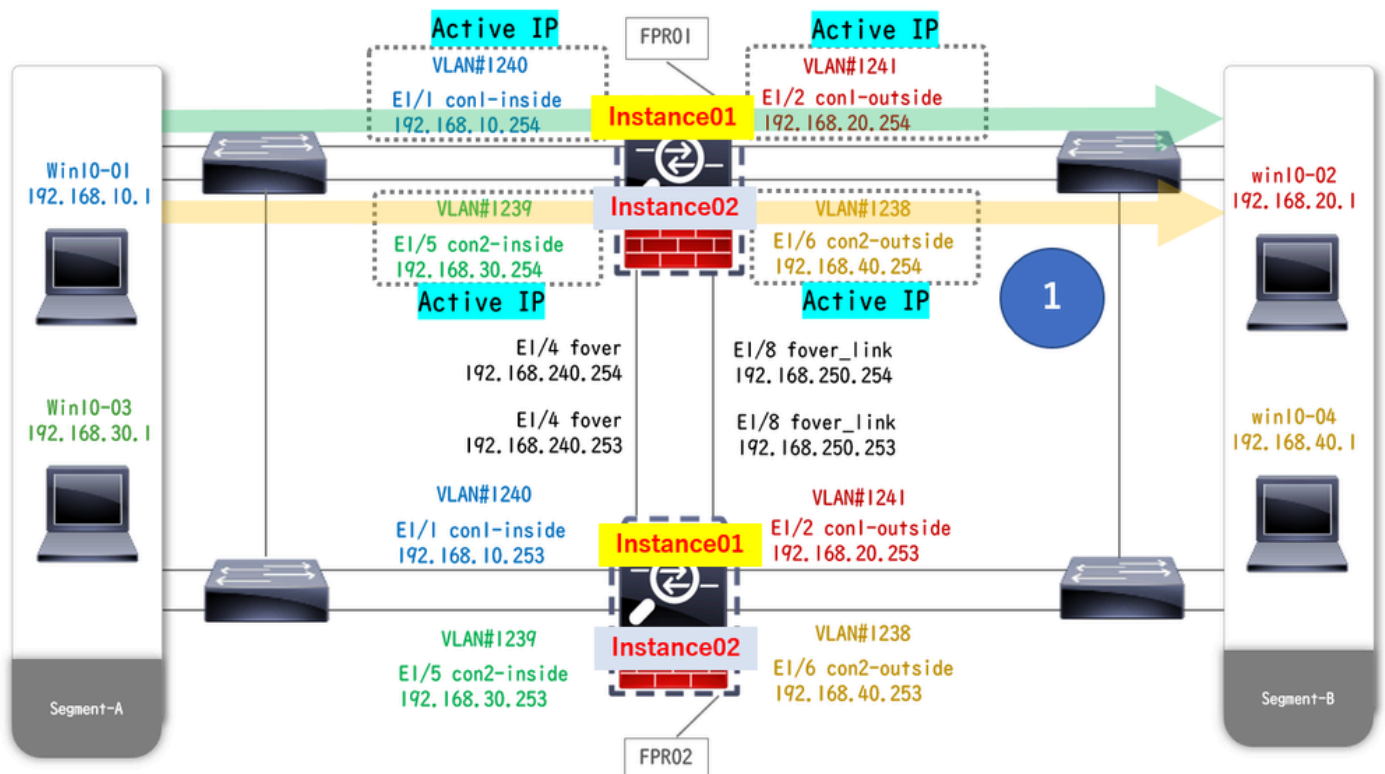 Active IP
FPR01
Active IP
VLAN#1240
E1/1 con1-inside
192.168.10.254
Instance01
VLAN#1241
E1/2 con1-outside
192.168.20.254
Win10-01
192.168.10.1
win10-02
192.168.20.1
VLAN#1239
E1/5 con2-inside
192.168.30.254
Active IP
Instance02
VLAN#1238
E1/6 con2-outside
192.168.40.254
Active IP
1
E1/4 fover
192.168.240.254
E1/8 fover_link
192.168.250.254
Win10-03
192.168.30.1
win10-04
192.168.40.1
E1/4 fover
192.168.240.253
E1/8 fover_link
192.168.250.253
VLAN#1240
E1/1 con1-inside
192.168.10.253
Instance01
VLAN#1241
E1/2 con1-outside
192.168.20.253
VLAN#1239
E1/5 con2-inside
192.168.30.253
Instance02
VLAN#1238
E1/6 con2-outside
192.168.40.253
Segment-A
Segment-B
FPR02